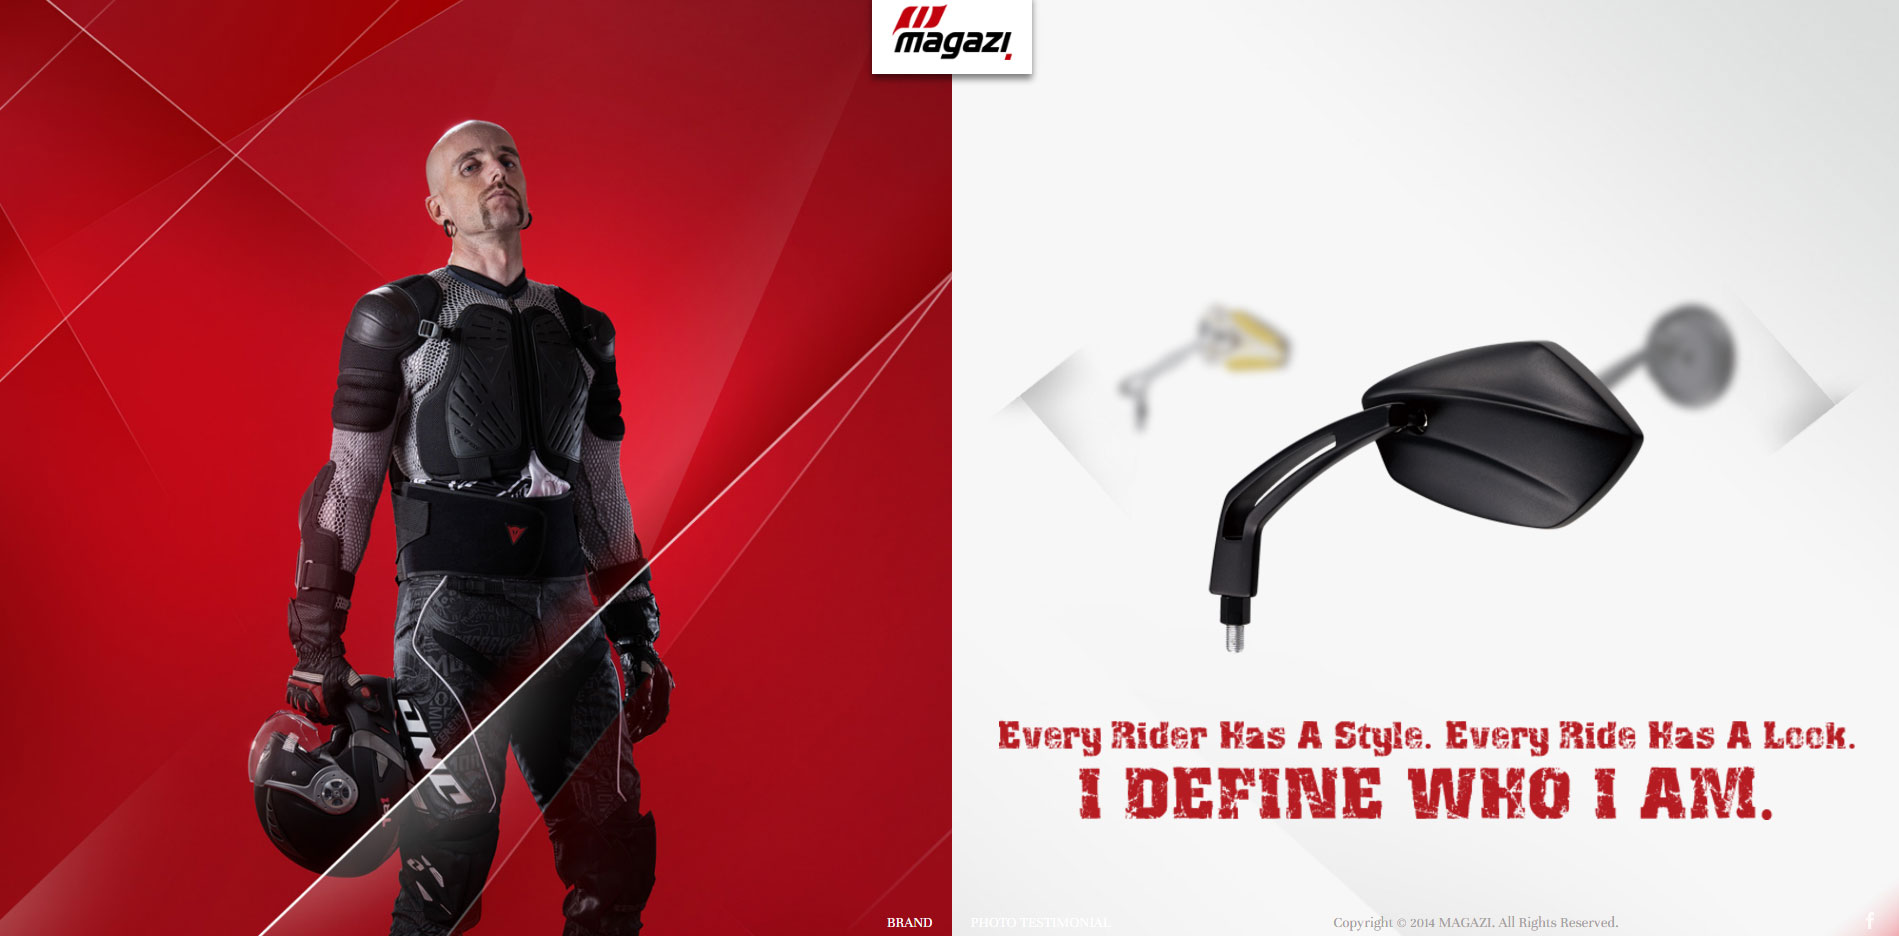 magazi.
Every Rider Has A Style. Every Ride Has A Look.
I DEFINE WHO I AM.
BRAND
PHOTO TESTIMONIAL
Copyright © 2014 MAGAZI. All Rights Reserved.
f